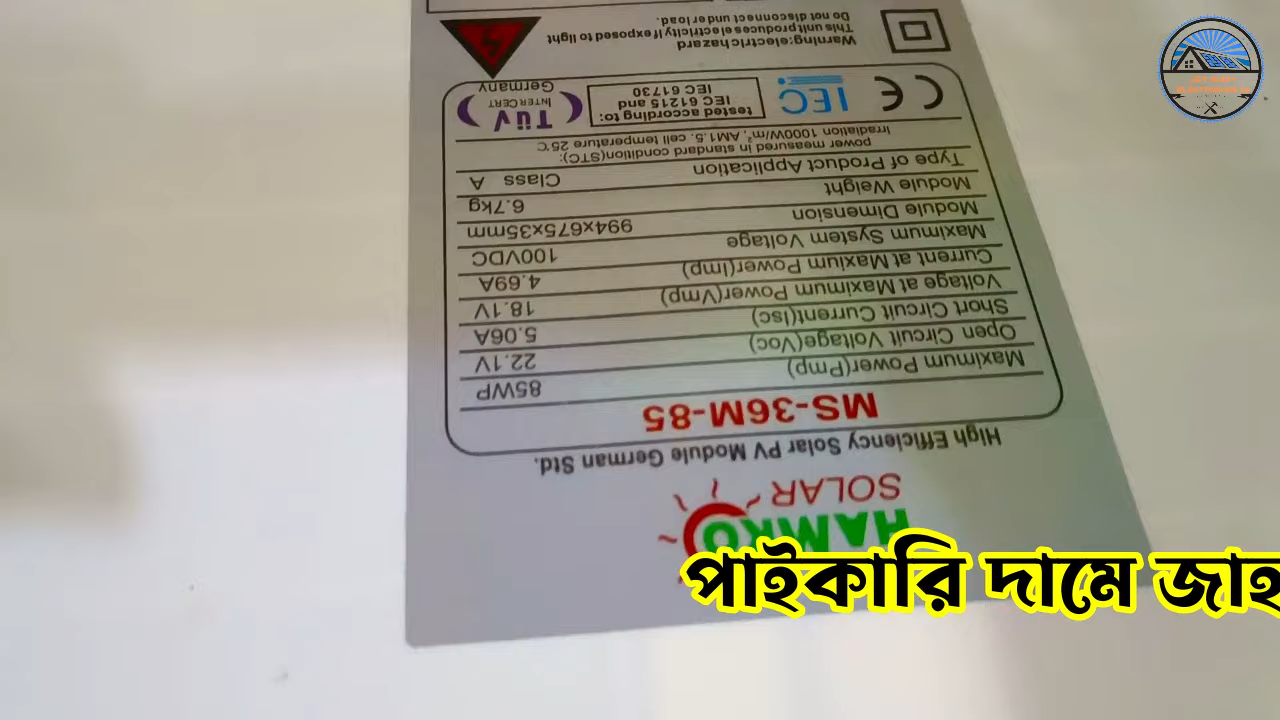 HAMKO
SOLAR
High Efficiency Solar PV Module German Std.
MS-36M-85
Maximum Power(Pmp) 85WP
Open Circuit Voltage(Voc) 22.1V
Short Circuit Current(Isc) 5.06A
Voltage at Maximum Power(Vmp) 18.1V
Current at Maxium Power(Imp) 4.69A
Maximum System Voltage 100VDC
Module Dimension 994x675x35mm
Module Weight 6.7kg
Type of Product Application Class A
power measured in standard condition(STC):
Irradiation 1000W/m², AM1.5, cell temperature 25℃
CE IEC
tested according to:
IEC 61215 and
IEC 61730
TÜV
INTERCERT
Germany
Warning:electric hazard
This unit produces electricity if exposed to light
Do not disconnect under load.
পাইকারি দামে জাহ